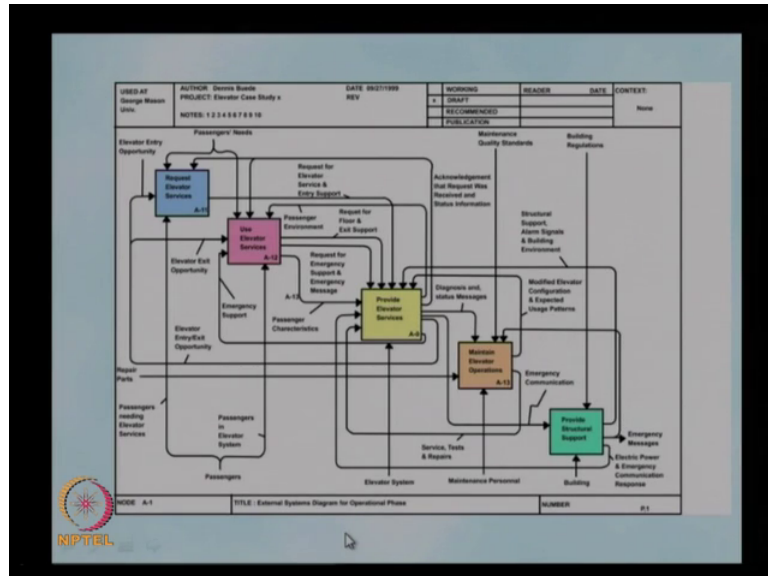 USED AT
George Mason
Univ.
AUTHOR Dennis Buede
PROJECT: Elevator Case Study x
NOTES: 1 2 3 4 5 6 7 8 9 10
DATE 09/27/1999
REV
WORKING
x DRAFT
RECOMMENDED
PUBLICATION
READER
DATE
CONTEXT:
None
Passengers' Needs
Elevator Entry
Opportunity
Request
Elevator
Services
A-11
Use
Elevator
Services
A-12
Request for
Elevator
Service &
Entry Support
Passenger
Environment
Requet for
Floor &
Exit Support
Request for
Emergency
Support &
Emergency
Message
Maintenance
Quality Standards
Building
Regulations
Acknowledgement
that Request Was
Received and
Status Information
Structural
Support,
Alarm Signals
& Building
Environment
Elevator Exit
Opportunity
Emergency
Support
Passenger
Characteristics
Provide
Elevator
Services
Diagnosis and,
status Messages
Modified Elevator
Configuration
& Expected
Usage Patterns
Elevator
Entry/Exit
Opportunity
Maintain
Elevator
Operations
A-13
Repair
Parts
Emergency
Communication
Passengers
needing
Elevator
Services
Passengers
in
Elevator
System
Provide
Structural
Support
Emergency
Messages
Service, Tests
& Repairs
Electric Power
& Emergency
Communication
Response
Passengers
Elevator System
Maintenance Personnal
Building
NODE A-1
TITLE : External Systems Diagram for Operational Phase
NUMBER
P.1
NPTEL